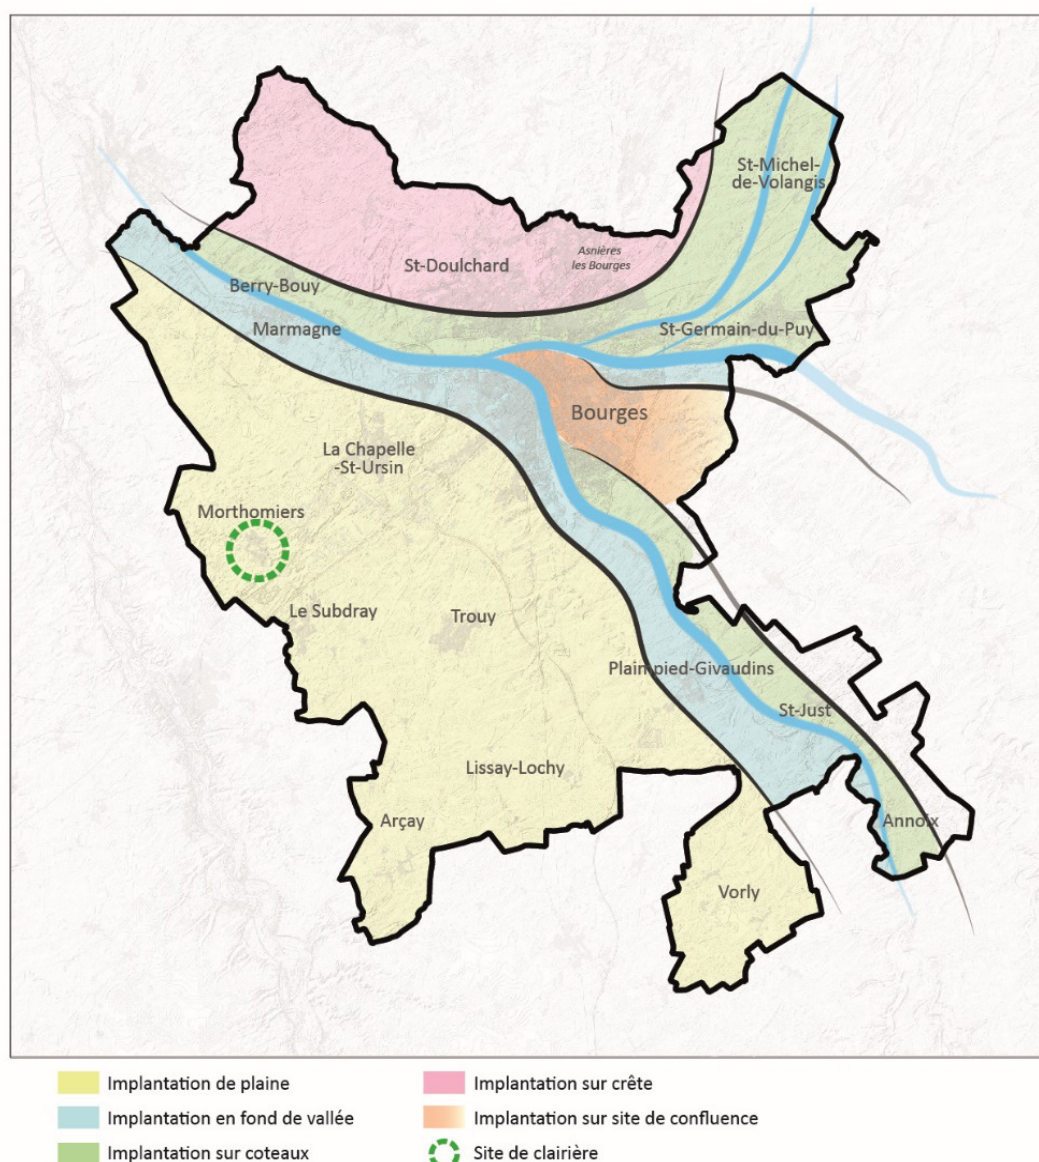 St-Michel-
de-Volangis
Asnières
les Bourges
St-Doulchard
Berry-Bouy
Marmagne
St-Germain-du-Puy
Bourges
La Chapelle
-St-Ursin
Morthomiers
Le Subdray
Trouy
Plaimpied-Givaudins
St-Just
Lissay-Lochy
Arçay
Annoix
Vorly
Implantation de plaine
Implantation en fond de vallée
Implantation sur coteaux
Implantation sur crête
Implantation sur site de confluence
Site de clairière